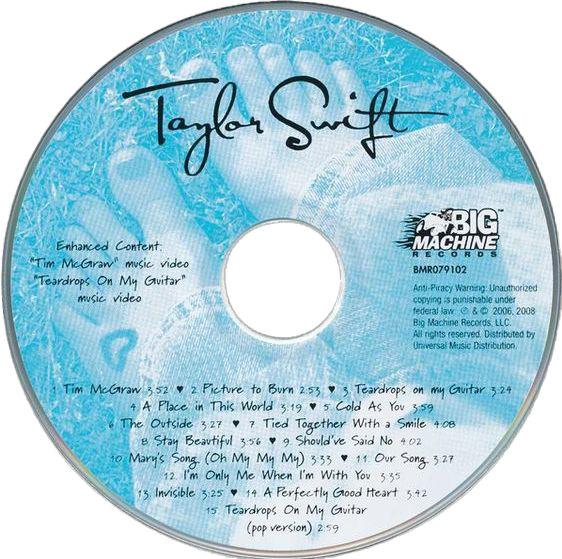 Taylor Swift
BIG
MACHINE
RECORDS
BMR079102
Anti-Piracy Warning: Unauthorized
copying is punishable under
federal law. ℗ & © 2006, 2008
Big Machine Records, LLC.
All rights reserved. Distributed by
Universal Music Distribution.
Enhanced Content:
"Tim McGraw" music video
"Teardrops On My Guitar"
music video
1. Tim McGraw 3:52 ♥ 2. Picture to Burn 2:53 ♥ 3. Teardrops on my Guitar 3:24
4. A Place in This World 3:19 ♥ 5. Cold As You 3:59
6. The Outside 3:27 ♥ 7. Tied Together With a Smile 4:08
8. Stay Beautiful 3:56 ♥ 9. Should've Said No 4:02
10. Mary's Song (Oh My My My) 3:33 ♥ 11. Our Song 3:27
12. I'm Only Me When I'm With You 3:35
13. Invisible 3:25 ♥ 14. A Perfectly Good Heart 3:42
15. Teardrops On My Guitar
(pop version) 2:59